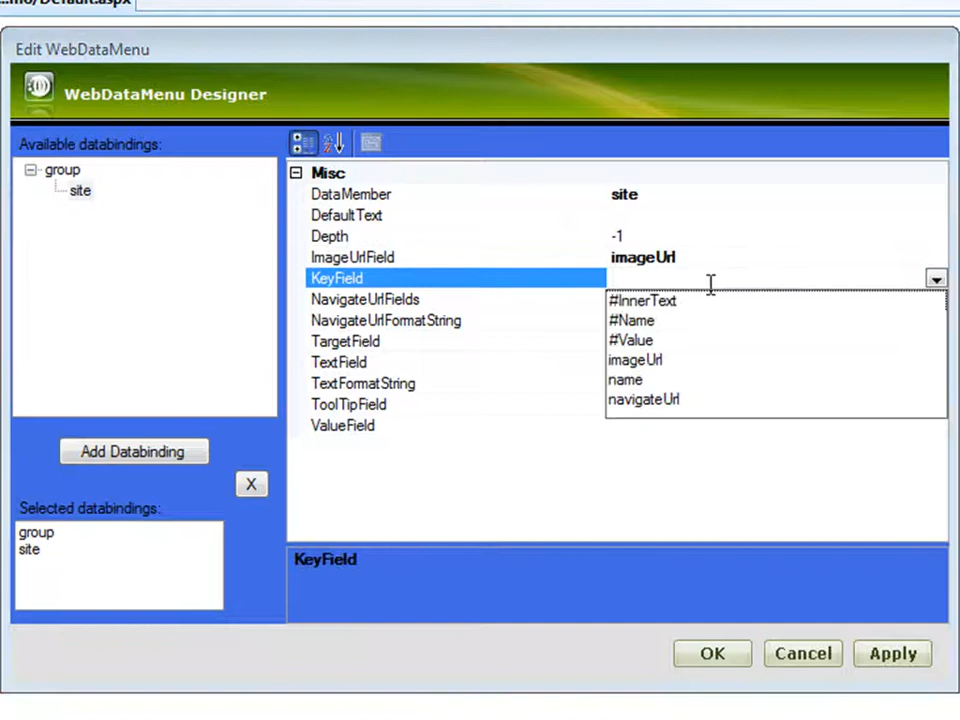 ...mo/Default.aspx
Edit WebDataMenu
WebDataMenu Designer
Available databindings:
group
site
Add Databinding
X
Selected databindings:
group
site
Misc
DataMember site
DefaultText
Depth -1
ImageUrlField imageUrl
KeyField
NavigateUrlFields
NavigateUrlFormatString
TargetField
TextField
TextFormatString
ToolTipField
ValueField
#InnerText
#Name
#Value
imageUrl
name
navigateUrl
KeyField
OK Cancel Apply